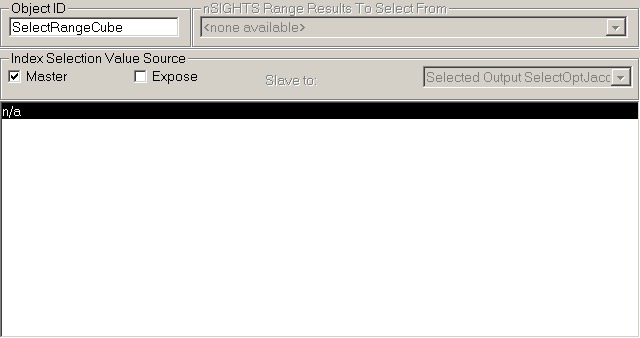 Object ID
SelectRangeCube
nSIGHTS Range Results To Select From
<none available>
Index Selection Value Source
Master
Expose
Slave to:
Selected Output SelectOptJacc
n/a